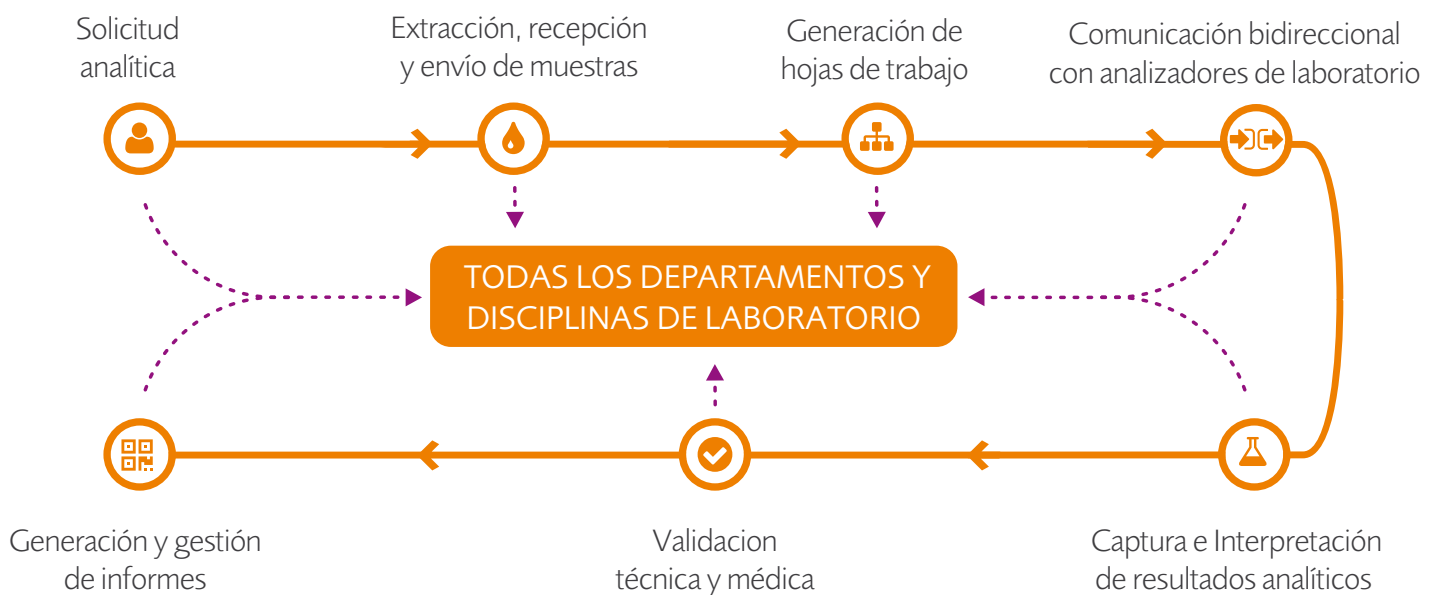 Solicitud
analítica
Extracción, recepción
y envío de muestras
Generación de
hojas de trabajo
Comunicación bidireccional
con analizadores de laboratorio
TODAS LOS DEPARTAMENTOS Y
DISCIPLINAS DE LABORATORIO
Generación y gestión
de informes
Validacion
técnica y médica
Captura e Interpretación
de resultados analíticos